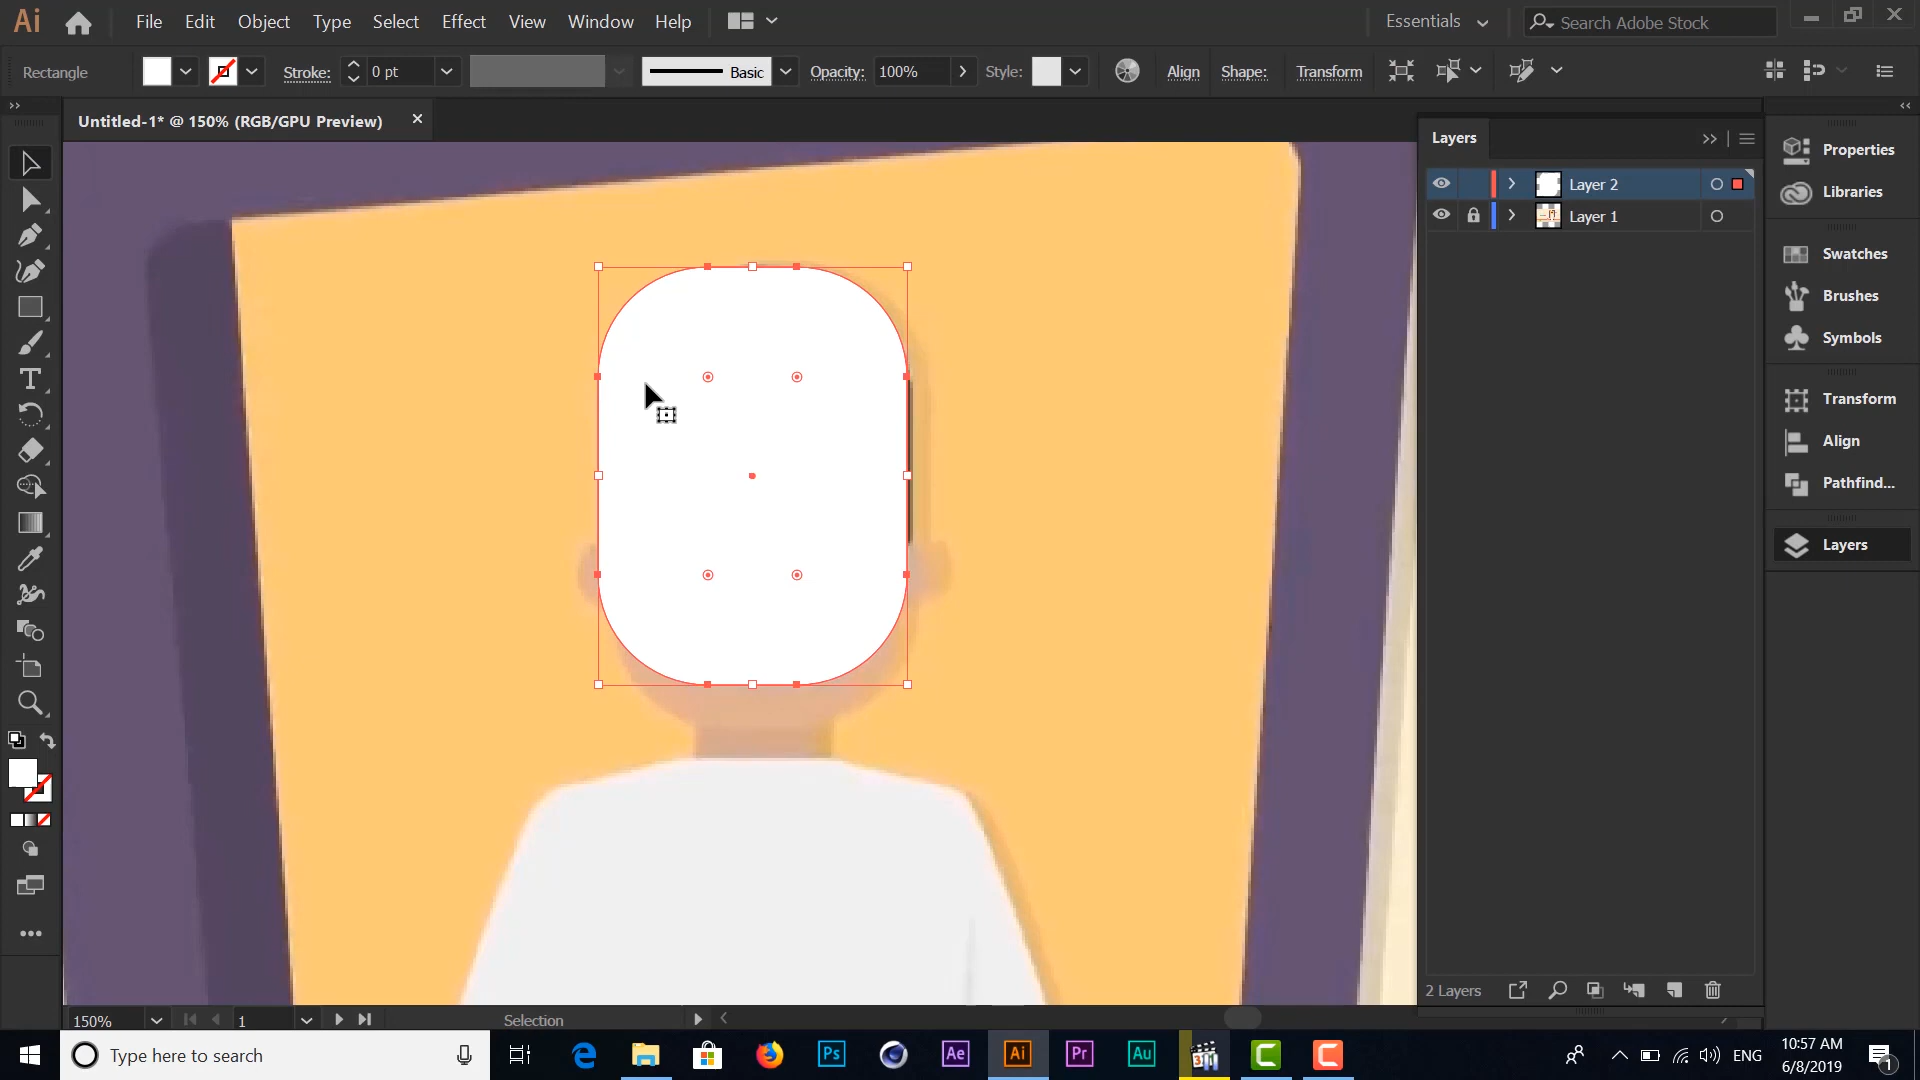 Ai File Edit Object Type Select Effect View Window Help Essentials Search Adobe Stock
Rectangle Stroke: 0 pt Basic Opacity: 100% Style: Align Shape: Transform
Untitled-1* @ 150% (RGB/GPU Preview)
Layers
Layer 2
Layer 1
Properties
Libraries
Swatches
Brushes
Symbols
Transform
Align
Pathfind...
Layers
2 Layers
150% 1 Selection
Type here to search
Ps Ae Ai Pr Au
ENG
10:57 AM
6/8/2019
1